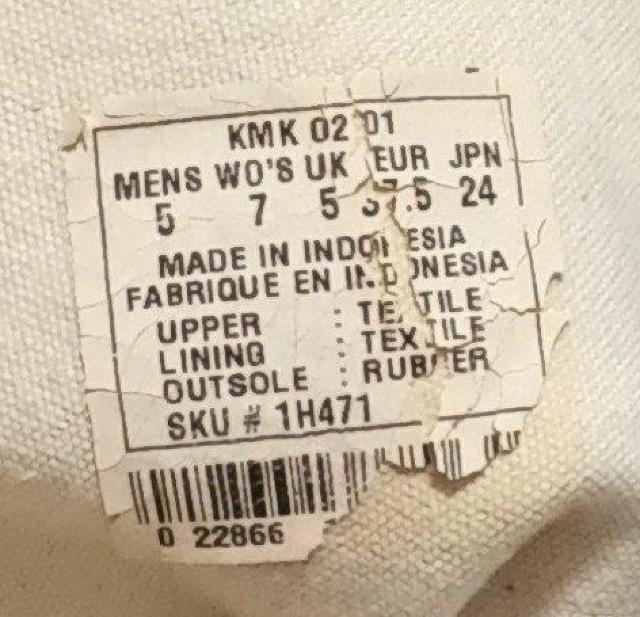 KMK 02 01
MENS WO'S UK EUR JPN
5 7 5 37.5 24
MADE IN INDONESIA
FABRIQUE EN INDONESIA
UPPER : TEXTILE
LINING : TEXTILE
OUTSOLE : RUBBER
SKU # 1H471
0 22866